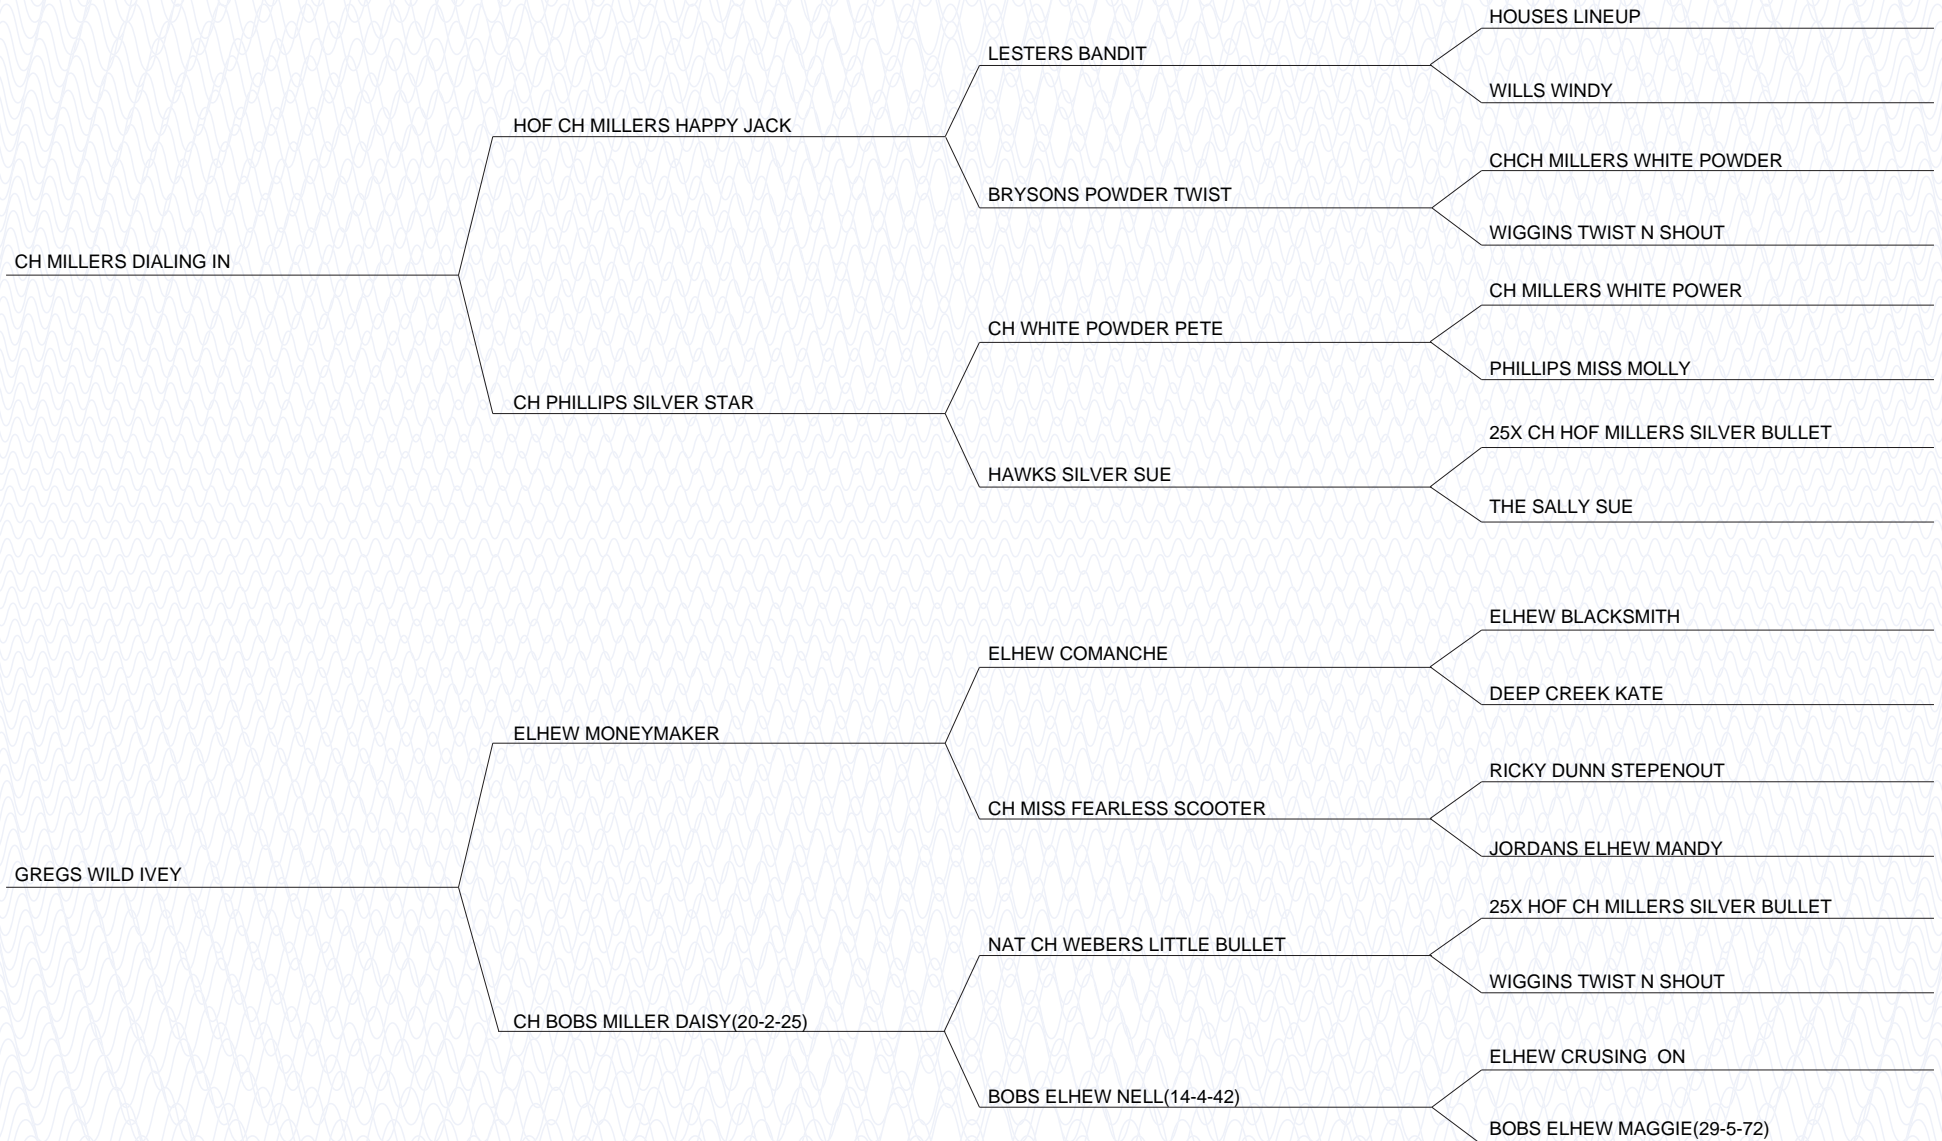 HOUSES LINEUP
LESTERS BANDIT
WILLS WINDY
HOF CH MILLERS HAPPY JACK
CHCH MILLERS WHITE POWDER
BRYSONS POWDER TWIST
WIGGINS TWIST N SHOUT
CH MILLERS DIALING IN
CH MILLERS WHITE POWER
CH WHITE POWDER PETE
PHILLIPS MISS MOLLY
CH PHILLIPS SILVER STAR
25X CH HOF MILLERS SILVER BULLET
HAWKS SILVER SUE
THE SALLY SUE
ELHEW BLACKSMITH
ELHEW COMANCHE
DEEP CREEK KATE
ELHEW MONEYMAKER
RICKY DUNN STEPENOUT
CH MISS FEARLESS SCOOTER
JORDANS ELHEW MANDY
GREGS WILD IVEY
25X HOF CH MILLERS SILVER BULLET
NAT CH WEBERS LITTLE BULLET
WIGGINS TWIST N SHOUT
CH BOBS MILLER DAISY(20-2-25)
ELHEW CRUSING  ON
BOBS ELHEW NELL(14-4-42)
BOBS ELHEW MAGGIE(29-5-72)